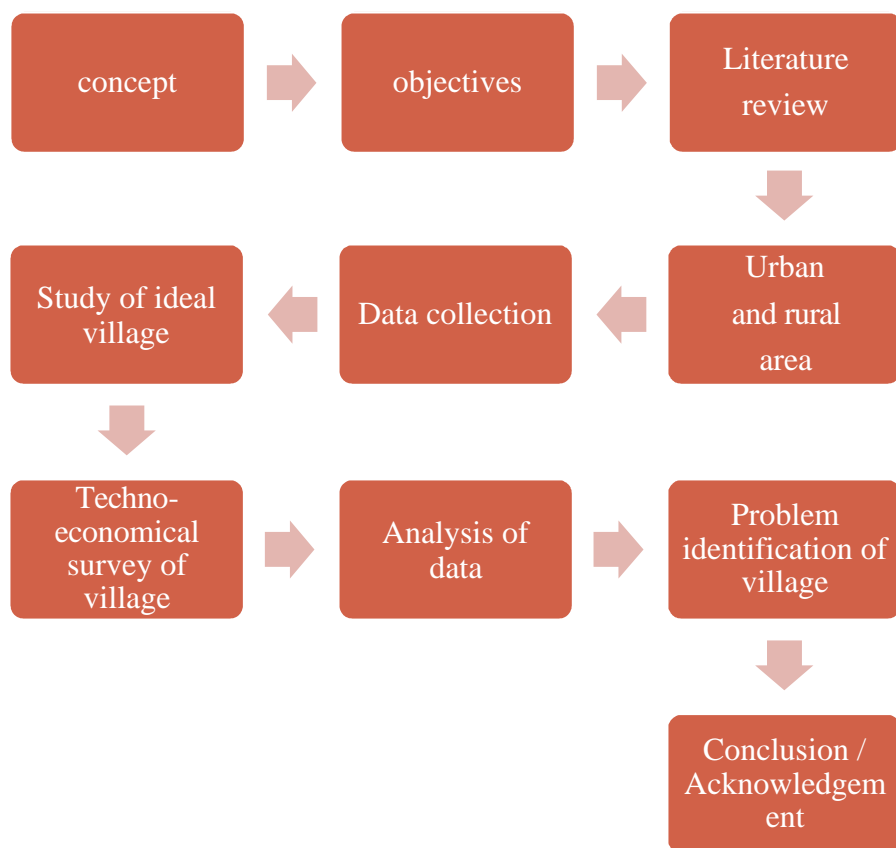 concept
objectives
Literature
review
Urban
and rural
area
Data collection
Study of ideal
village
Techno-
economical
survey of
village
Analysis of
data
Problem
identification of
village
Conclusion /
Acknowledgem
ent